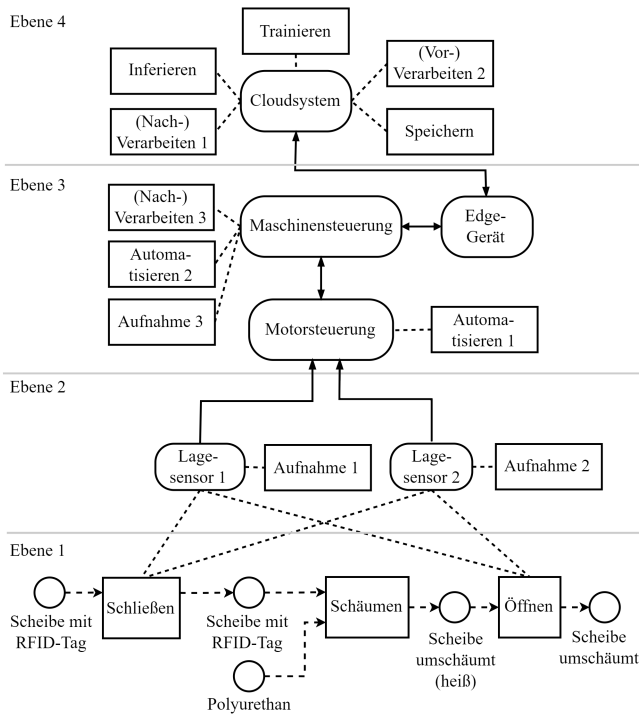 Ebene 4
Trainieren
Inferieren
(Vor-)
Verarbeiten 2
Cloudsystem
(Nach-)
Verarbeiten 1
Speichern
Ebene 3
(Nach-)
Verarbeiten 3
Maschinensteuerung
Edge-
Gerät
Automa-
tisieren 2
Aufnahme 3
Motorsteuerung
Automa-
tisieren 1
Ebene 2
Lage-
sensor 1
Aufnahme 1
Lage-
sensor 2
Aufnahme 2
Ebene 1
Scheibe mit
RFID-Tag
Schließen
Scheibe mit
RFID-Tag
Polyurethan
Schäumen
Scheibe
umschäumt
(heiß)
Öffnen
Scheibe
umschäumt